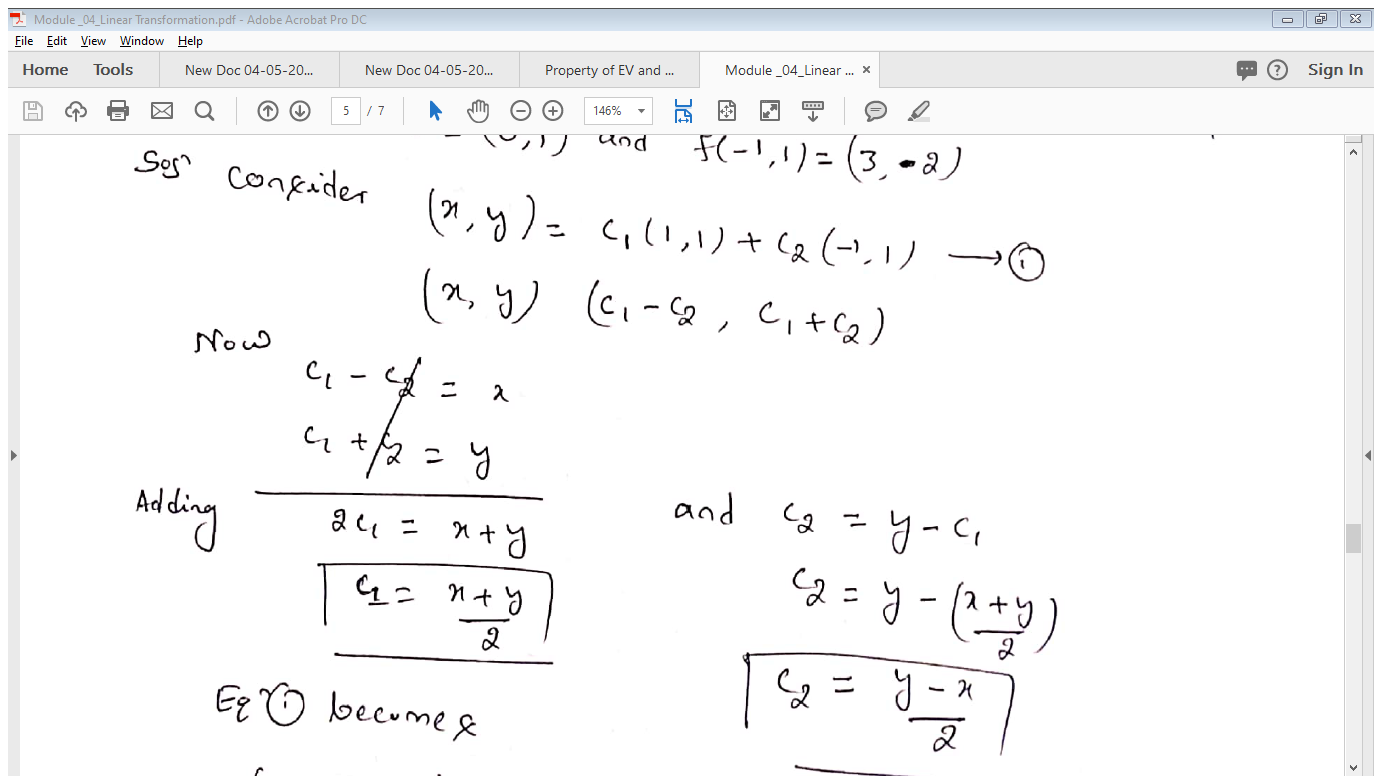 Module _04_Linear Transformation.pdf - Adobe Acrobat Pro DC
File Edit View Window Help
Home Tools New Doc 04-05-20... New Doc 04-05-20... Property of EV and ... Module _04_Linear ... × Sign In
5 / 7 146%
and f(-1,1) = (3, -2)
Solⁿ Consider
(x, y) = c₁(1,1) + c₂(-1,1) → ①
(x, y) (c₁ - c₂ , c₁ + c₂)
Now
c₁ - c₂ = x
c₁ + c₂ = y
Adding 2c₁ = x + y
c₁ = (x + y)/2
and c₂ = y - c₁
c₂ = y - ((x + y)/2)
c₂ = (y - x)/2
Eqⁿ ① becomes